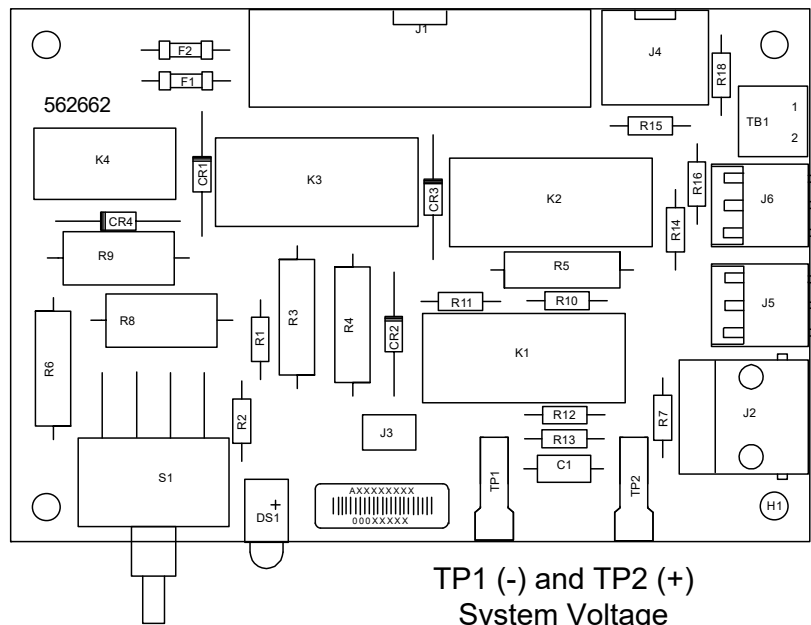 J1
F2
J4
F1
R18
562662
1
TB1
R15
2
K4
CR1
K3
CR3
K2
R16
J6
CR4
R14
R9
R5
R11
R10
J5
R8
R1
R3
R4
CR2
K1
R6
R2
J3
R12
R7
J2
R13
C1
S1
TP1
TP2
AXXXXXXXX
000XXXXX
+
DS1
H1
TP1 (-) and TP2 (+)
System Voltage